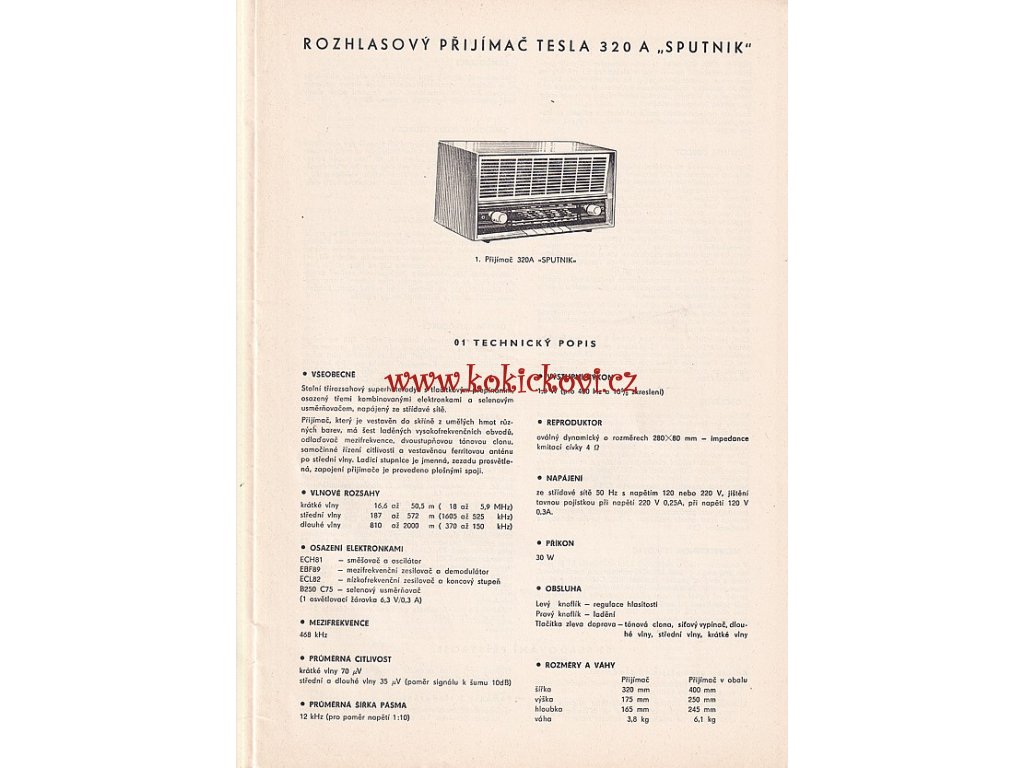 ROZHLASOVÝ PŘIJÍMAČ TESLA 320 A „SPUTNIK"
1. Přijímač 320A »SPUTNIK«
01 TECHNICKÝ POPIS
• VŠEOBECNĚ
Stolní třírozsahový superheterodyn s tlačítkovým přepínáním,
osazený třemi kombinovanými elektronkami a selenovým
usměrňovačem, napájený ze střídavé sítě.
Přijímač, který je vestavěn do skříně z umělých hmot růz-
ných barev, má šest laděných vysokofrekvenčních obvodů,
odlaďovač mezifrekvence, dvoustupňovou tónovou clonu,
samočinné řízení citlivosti a vestavěnou ferritovou anténu
po střední vlny. Ladicí stupnice je jmenná, zezadu prosvětle-
ná, zapojení přijímače je provedeno plošnými spoji.
• VLNOVÉ ROZSAHY
krátké vlny 16,6 až 50,5 m ( 18 až 5,9 MHz)
střední vlny 187 až 572 m (1605 až 525 kHz)
dlouhé vlny 810 až 2000 m ( 370 až 150 kHz)
• OSAZENÍ ELEKTRONKAMI
ECH81 – směšovač a oscilátor
EBF89 – mezifrekvenční zesilovač a demodulátor
ECL82 – nízkofrekvenční zesilovač a koncový stupeň
B250 C75 – selenový usměrňovač
(1 osvětlovací žárovka 6,3 V/0,3 A)
• MEZIFREKVENCE
468 kHz
• PRŮMĚRNÁ CITLIVOST
krátké vlny 70 μV
střední a dlouhé vlny 35 μV (poměr signálu k šumu 10dB)
• PRŮMĚRNÁ ŠÍŘKA PÁSMA
12 kHz (pro poměr napětí 1:10)
• VÝSTUPNÍ VÝKON
W (pro 400 Hz a 10% zkreslení)
• REPRODUKTOR
oválný dynamický o rozměrech 280×80 mm – impedance
kmitací cívky 4 Ω
• NAPÁJENÍ
ze střídavé sítě 50 Hz s napětím 120 nebo 220 V, jištění
tavnou pojistkou při napětí 220 V 0,25A, při napětí 120 V
0,3A.
• PŘÍKON
30 W
• OBSLUHA
Levý knoflík – regulace hlasitosti
Pravý knoflík – ladění
Tlačítka zleva doprava – tónová clona, síťový vypínač, dlou-
hé vlny, střední vlny, krátké vlny
• ROZMĚRY A VÁHY
Přijímač Přijímač v obalu
šířka 320 mm 400 mm
výška 175 mm 250 mm
hloubka 165 mm 245 mm
váha 3,8 kg 6,1 kg
www.kokickovi.cz